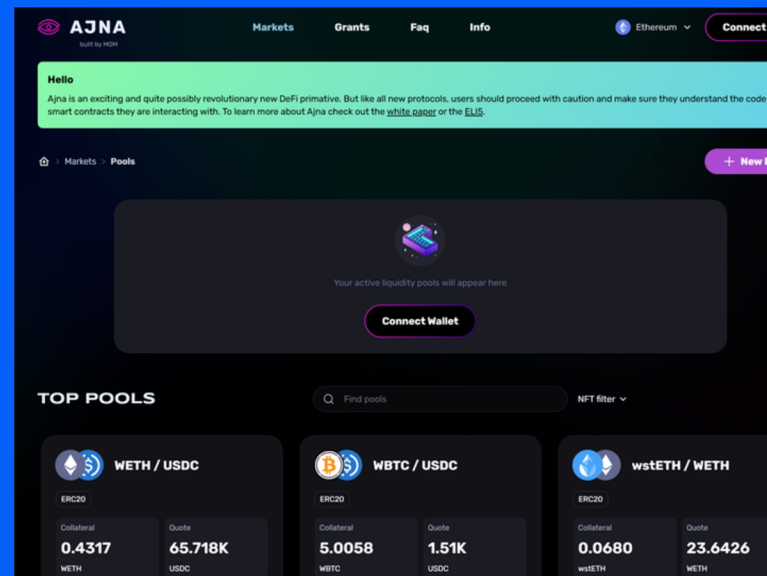 AJNA
built by MOM
Markets Grants Faq Info
Ethereum
Connect
Hello
Ajna is an exciting and quite possibly revolutionary new DeFi primative. But like all new protocols, users should proceed with caution and make sure they understand the code
smart contracts they are interacting with. To learn more about Ajna check out the white paper or the ELI5.
Markets > Pools
New
Your active liquidity pools will appear here
Connect Wallet
TOP POOLS
Find pools
NFT filter
WETH / USDC
ERC20
Collateral Quote
0.4317 65.718K
WETH USDC
WBTC / USDC
ERC20
Collateral Quote
5.0058 1.51K
WBTC USDC
wstETH / WETH
ERC20
Collateral Quote
0.0680 23.6426
wstETH WETH